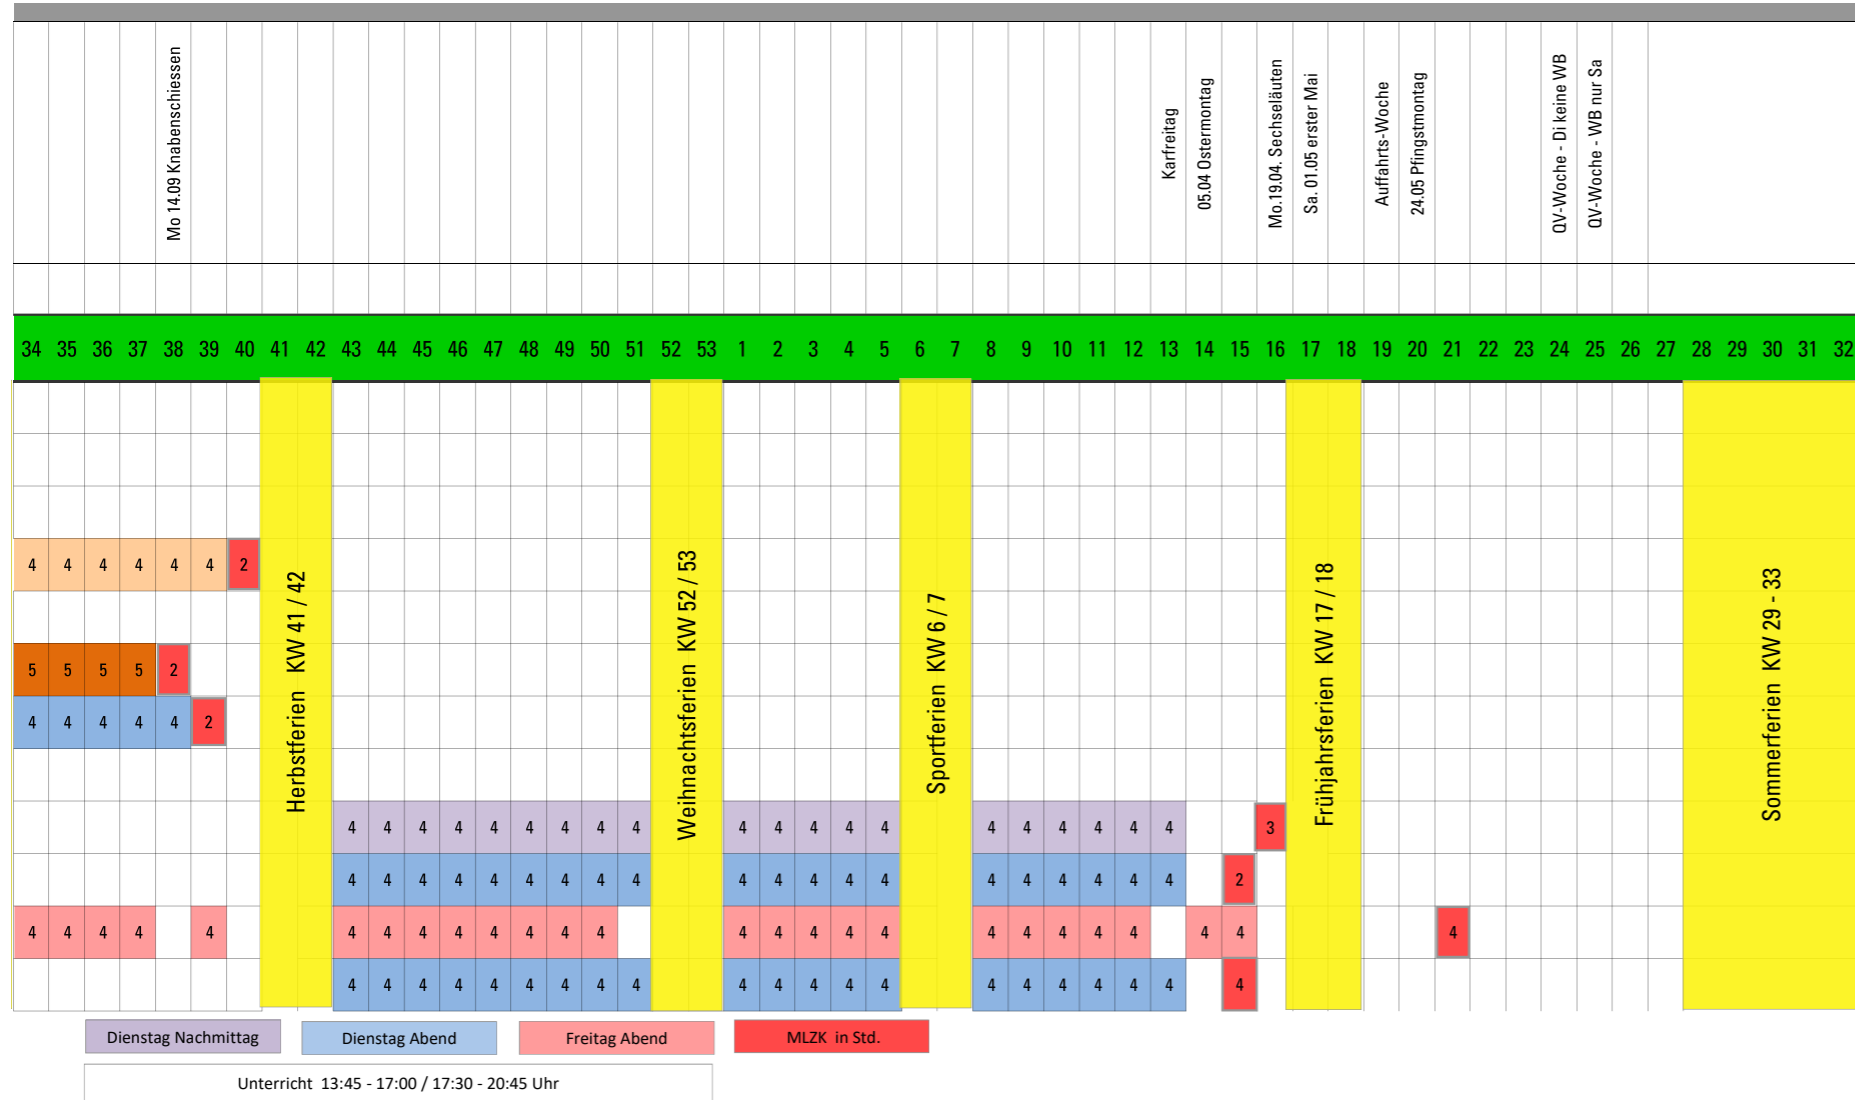 Mo 14.09 Knabenschiessen
Karfreitag
05.04 Ostermontag
Mo.19.04. Sechseläuten
Sa. 01.05 erster Mai
Auffahrts-Woche
24.05 Pfingstmontag
QV-Woche - Di keine WB
QV-Woche - WB nur Sa
34 35 36 37 38 39 40 41 42 43 44 45 46 47 48 49 50 51 52 53 1 2 3 4 5 6 7 8 9 10 11 12 13 14 15 16 17 18 19 20 21 22 23 24 25 26 27 28 29 30 31 32
Herbstferien KW 41 / 42
Weihnachtsferien KW 52 / 53
Sportferien KW 6 / 7
Frühjahrsferien KW 17 / 18
Sommerferien KW 29 - 33
4 4 4 4 4 4 2
5 5 5 5 2
4 4 4 4 4 2
4 4 4 4 4 4 4 4 4 4 4 4 4 4 4 4 4 4 4 4 3
4 4 4 4 4 4 4 4 4 4 4 4 4 4 4 4 4 4 4 4 2
4 4 4 4 4 4 4 4 4 4 4 4 4 4 4 4 4 4 4 4 4 4 4 4 4 4 4
4 4 4 4 4 4 4 4 4 4 4 4 4 4 4 4 4 4 4 4 4
Dienstag Nachmittag
Dienstag Abend
Freitag Abend
MLZK in Std.
Unterricht 13:45 - 17:00 / 17:30 - 20:45 Uhr